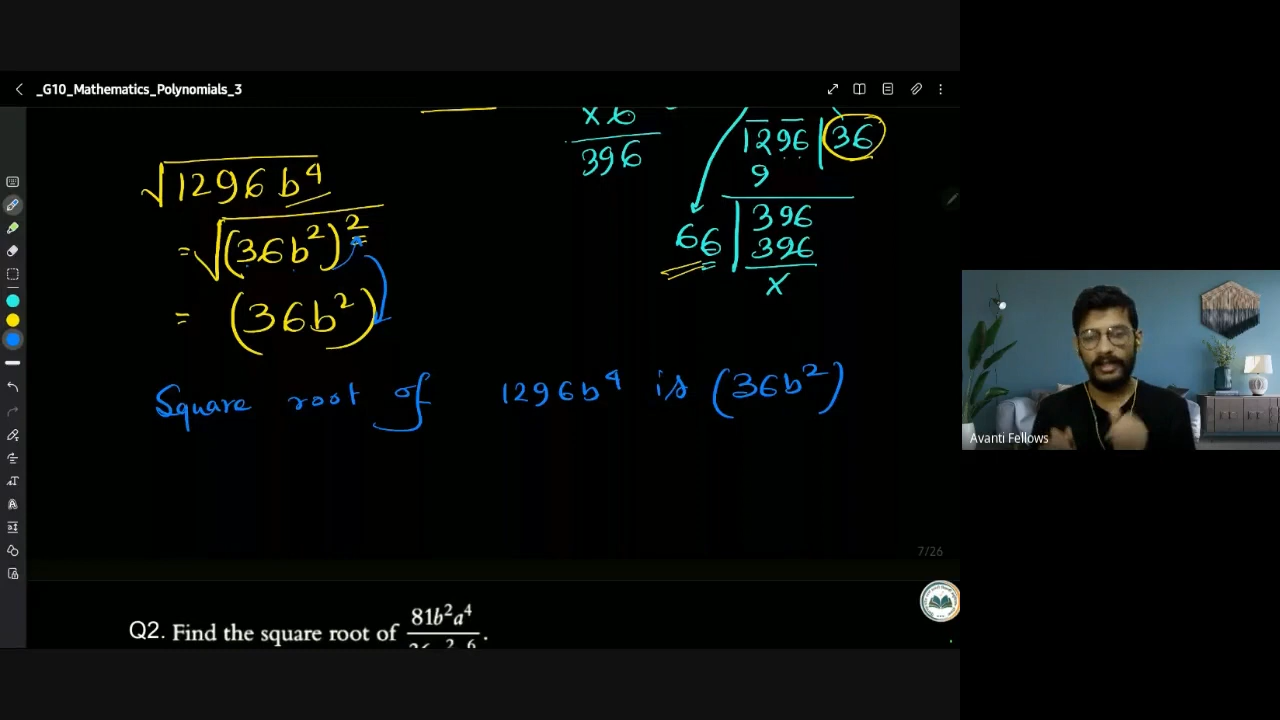 _G10_Mathematics_Polynomials_3
× 6
396
1296 | 36
9
66 | 396
396
×
√1296b⁴
= √(36b²)²
= (36b²)
Square root of 1296b⁴ is (36b²)
Avanti Fellows
7/26
Q2. Find the square root of 81b²a⁴